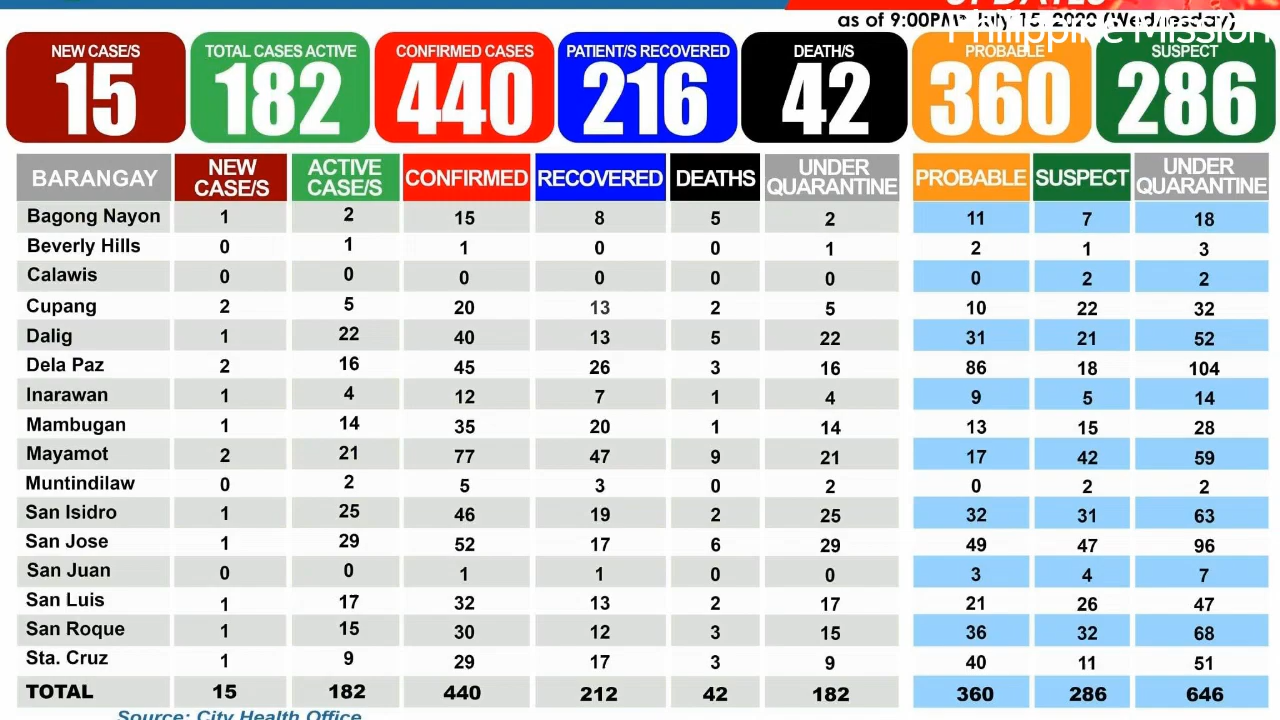 UPDATES
as of 9:00PM July 15, 2020 (Wednesday)
Philippine Mission
NEW CASE/S TOTAL CASES ACTIVE CONFIRMED CASES PATIENT/S RECOVERED DEATH/S PROBABLE SUSPECT
15 182 440 216 42 360 286
BARANGAY NEW CASE/S ACTIVE CASE/S CONFIRMED RECOVERED DEATHS UNDER QUARANTINE PROBABLE SUSPECT UNDER QUARANTINE
Bagong Nayon 1 2 15 8 5 2 11 7 18
Beverly Hills 0 1 1 0 0 1 2 1 3
Calawis 0 0 0 0 0 0 0 2 2
Cupang 2 5 20 13 2 5 10 22 32
Dalig 1 22 40 13 5 22 31 21 52
Dela Paz 2 16 45 26 3 16 86 18 104
Inarawan 1 4 12 7 1 4 9 5 14
Mambugan 1 14 35 20 1 14 13 15 28
Mayamot 2 21 77 47 9 21 17 42 59
Muntindilaw 0 2 5 3 0 2 0 2 2
San Isidro 1 25 46 19 2 25 32 31 63
San Jose 1 29 52 17 6 29 49 47 96
San Juan 0 0 1 1 0 0 3 4 7
San Luis 1 17 32 13 2 17 21 26 47
San Roque 1 15 30 12 3 15 36 32 68
Sta. Cruz 1 9 29 17 3 9 40 11 51
TOTAL 15 182 440 212 42 182 360 286 646
Source: City Health Office